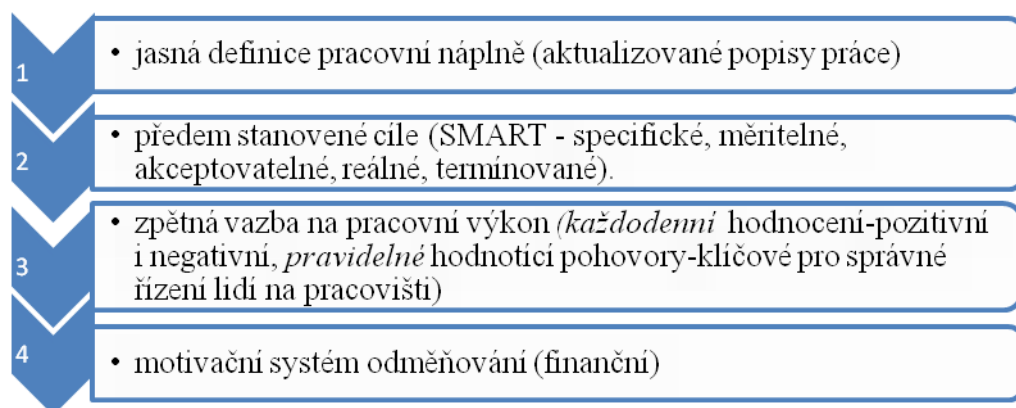 1
• jasná definice pracovní náplně (aktualizované popisy práce)
2
• předem stanovené cíle (SMART - specifické, měritelné,
akceptovatelné, reálné, termínované).
3
• zpětná vazba na pracovní výkon (každodenní hodnocení-pozitivní
i negativní, pravidelné hodnotící pohovory-klíčové pro správné
řízení lidí na pracovišti)
4
• motivační systém odměňování (finanční)